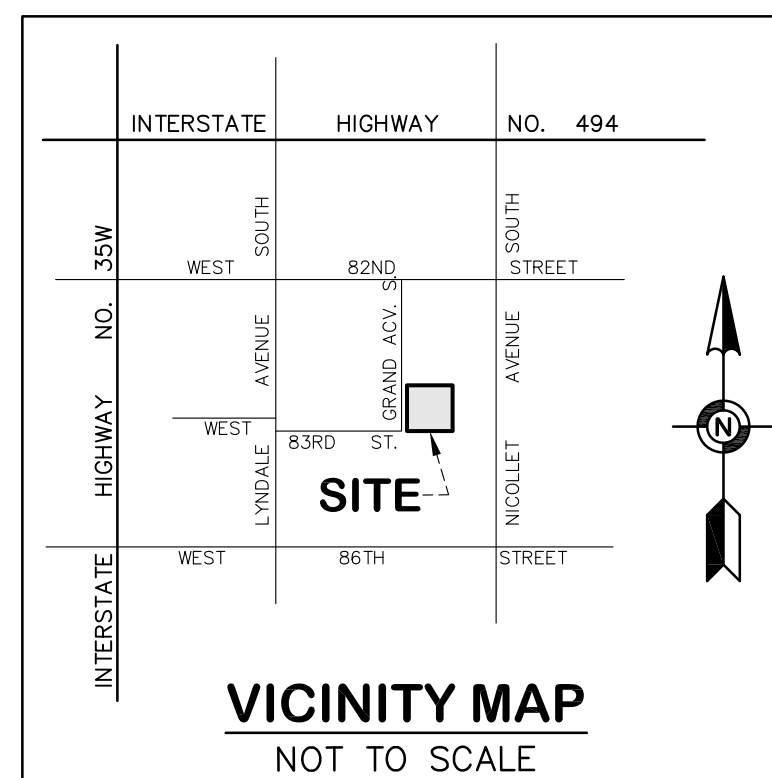 INTERSTATE HIGHWAY NO. 494
INTERSTATE HIGHWAY NO. 35W
LYNDALE AVENUE SOUTH
NICOLLET AVENUE SOUTH
WEST 82ND STREET
GRAND ACV. S.
WEST 83RD ST.
SITE
WEST 86TH STREET
N
VICINITY MAP
NOT TO SCALE